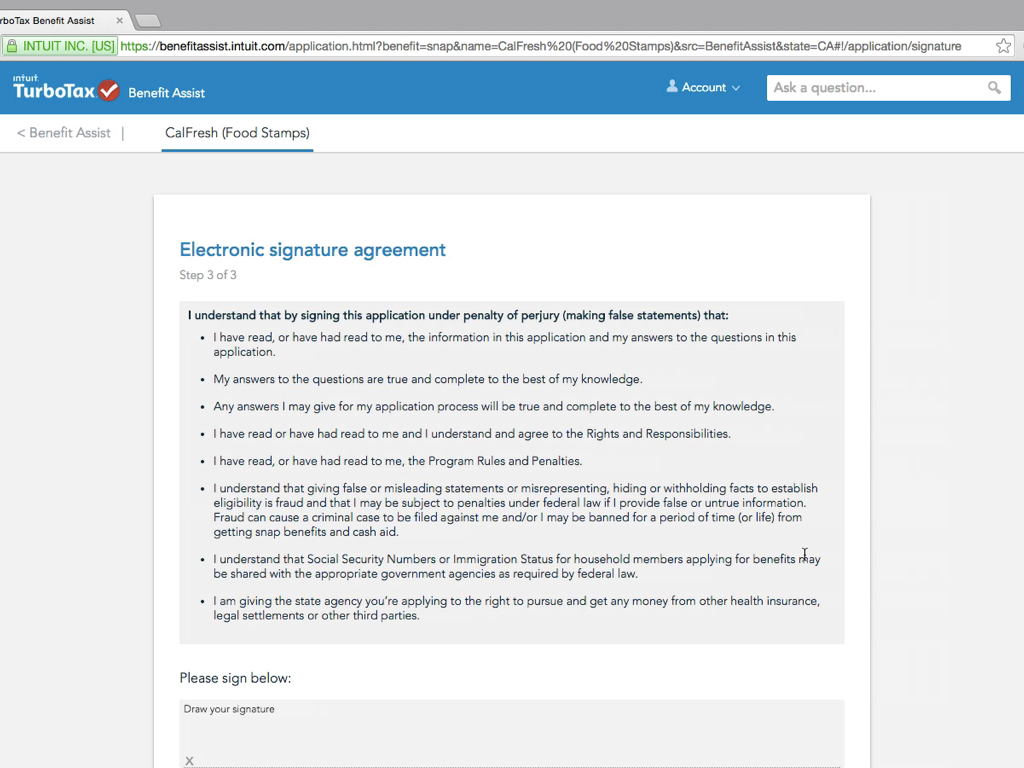 rboTax Benefit Assist ×
INTUIT INC. [US] https://benefitassist.intuit.com/application.html?benefit=snap&name=CalFresh%20(Food%20Stamps)&src=BenefitAssist&state=CA#!/application/signature
intuit
TurboTax Benefit Assist Account Ask a question...
< Benefit Assist | CalFresh (Food Stamps)
Electronic signature agreement
Step 3 of 3
I understand that by signing this application under penalty of perjury (making false statements) that:
• I have read, or have had read to me, the information in this application and my answers to the questions in this
application.
• My answers to the questions are true and complete to the best of my knowledge.
• Any answers I may give for my application process will be true and complete to the best of my knowledge.
• I have read or have had read to me and I understand and agree to the Rights and Responsibilities.
• I have read, or have had read to me, the Program Rules and Penalties.
• I understand that giving false or misleading statements or misrepresenting, hiding or withholding facts to establish
eligibility is fraud and that I may be subject to penalties under federal law if I provide false or untrue information.
Fraud can cause a criminal case to be filed against me and/or I may be banned for a period of time (or life) from
getting snap benefits and cash aid.
• I understand that Social Security Numbers or Immigration Status for household members applying for benefits may
be shared with the appropriate government agencies as required by federal law.
• I am giving the state agency you're applying to the right to pursue and get any money from other health insurance,
legal settlements or other third parties.
Please sign below:
Draw your signature
X